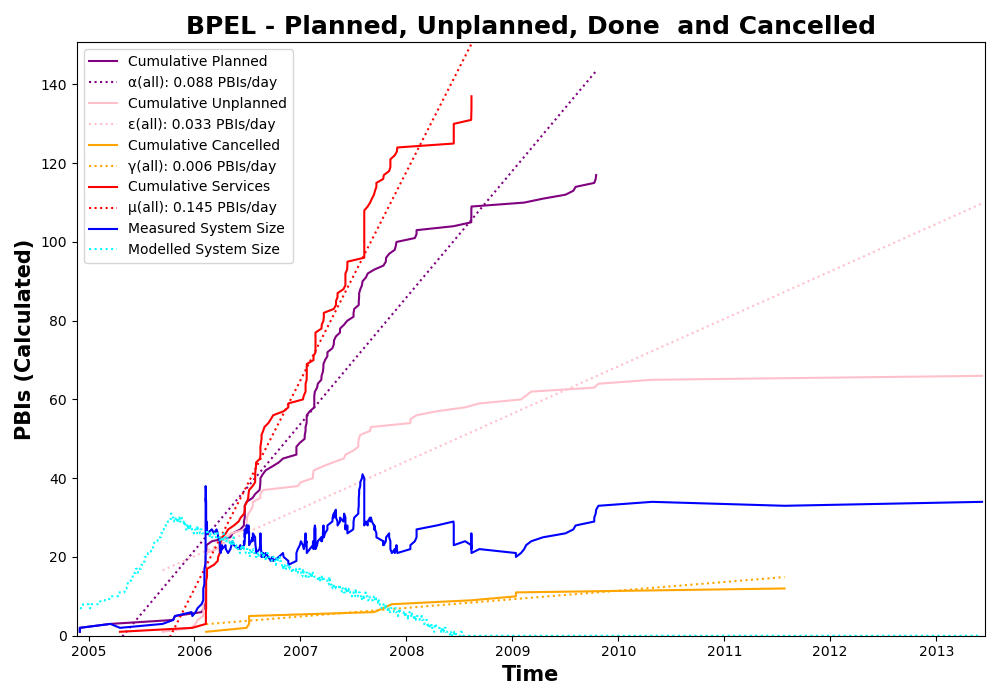 BPEL - Planned, Unplanned, Done  and Cancelled
Cumulative Planned
α(all): 0.088 PBIs/day
Cumulative Unplanned
ε(all): 0.033 PBIs/day
Cumulative Cancelled
γ(all): 0.006 PBIs/day
Cumulative Services
μ(all): 0.145 PBIs/day
Measured System Size
Modelled System Size
PBIs (Calculated)
140
120
100
80
60
40
20
0
2005 2006 2007 2008 2009 2010 2011 2012 2013
Time